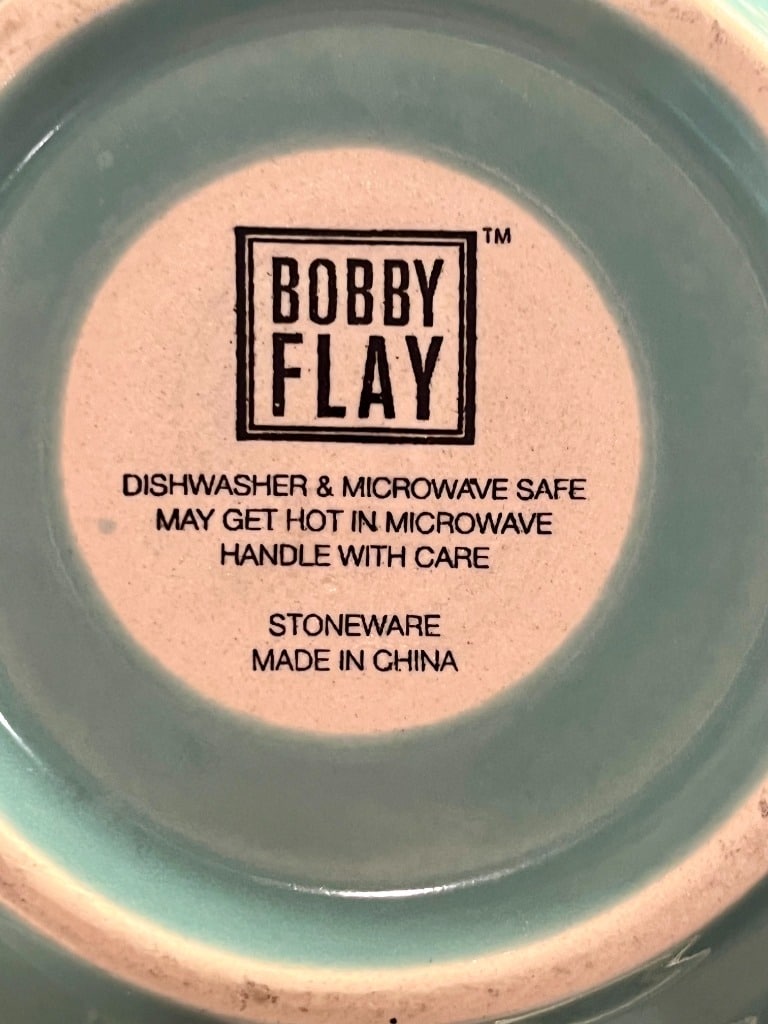 BOBBY
FLAY
™
DISHWASHER & MICROWAVE SAFE
MAY GET HOT IN MICROWAVE
HANDLE WITH CARE
STONEWARE
MADE IN CHINA